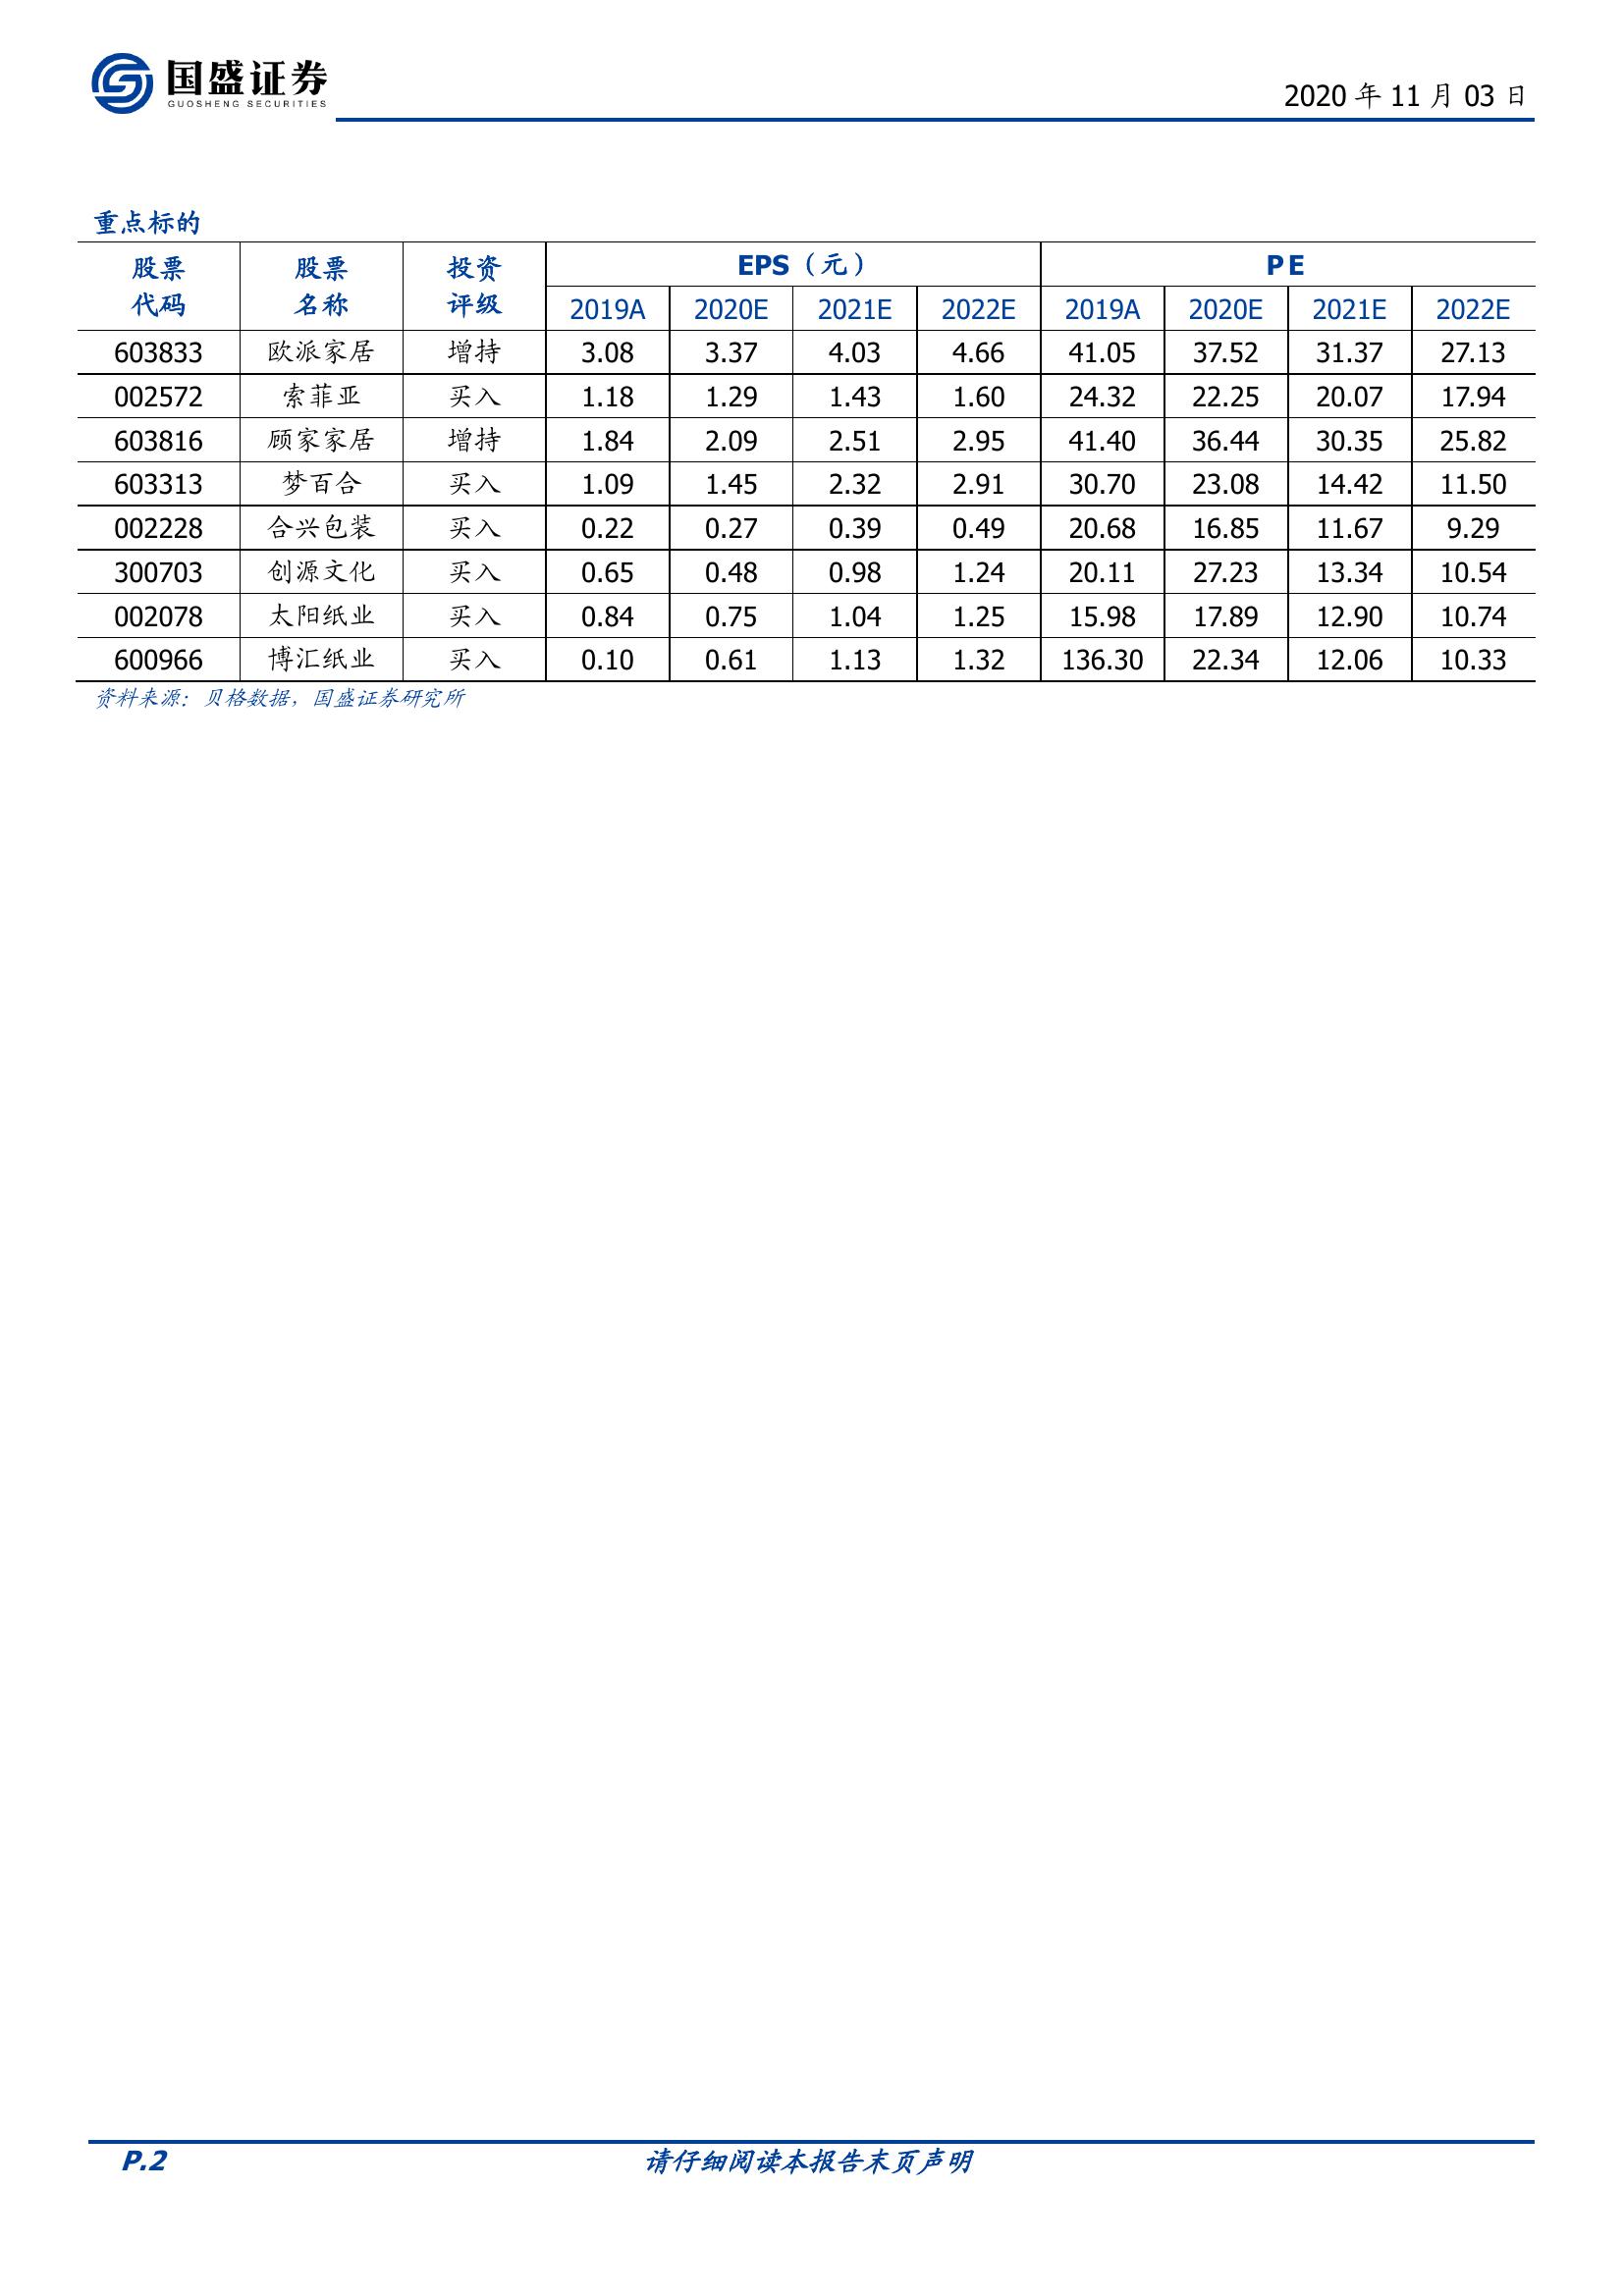 国盛证券
GUOSHENG SECURITIES
2020 年 11 月 03 日
重点标的
股票代码 股票名称 投资评级 EPS（元） PE
2019A 2020E 2021E 2022E 2019A 2020E 2021E 2022E
603833 欧派家居 增持 3.08 3.37 4.03 4.66 41.05 37.52 31.37 27.13
002572 索菲亚 买入 1.18 1.29 1.43 1.60 24.32 22.25 20.07 17.94
603816 顾家家居 增持 1.84 2.09 2.51 2.95 41.40 36.44 30.35 25.82
603313 梦百合 买入 1.09 1.45 2.32 2.91 30.70 23.08 14.42 11.50
002228 合兴包装 买入 0.22 0.27 0.39 0.49 20.68 16.85 11.67 9.29
300703 创源文化 买入 0.65 0.48 0.98 1.24 20.11 27.23 13.34 10.54
002078 太阳纸业 买入 0.84 0.75 1.04 1.25 15.98 17.89 12.90 10.74
600966 博汇纸业 买入 0.10 0.61 1.13 1.32 136.30 22.34 12.06 10.33
资料来源：贝格数据，国盛证券研究所
P.2 请仔细阅读本报告末页声明